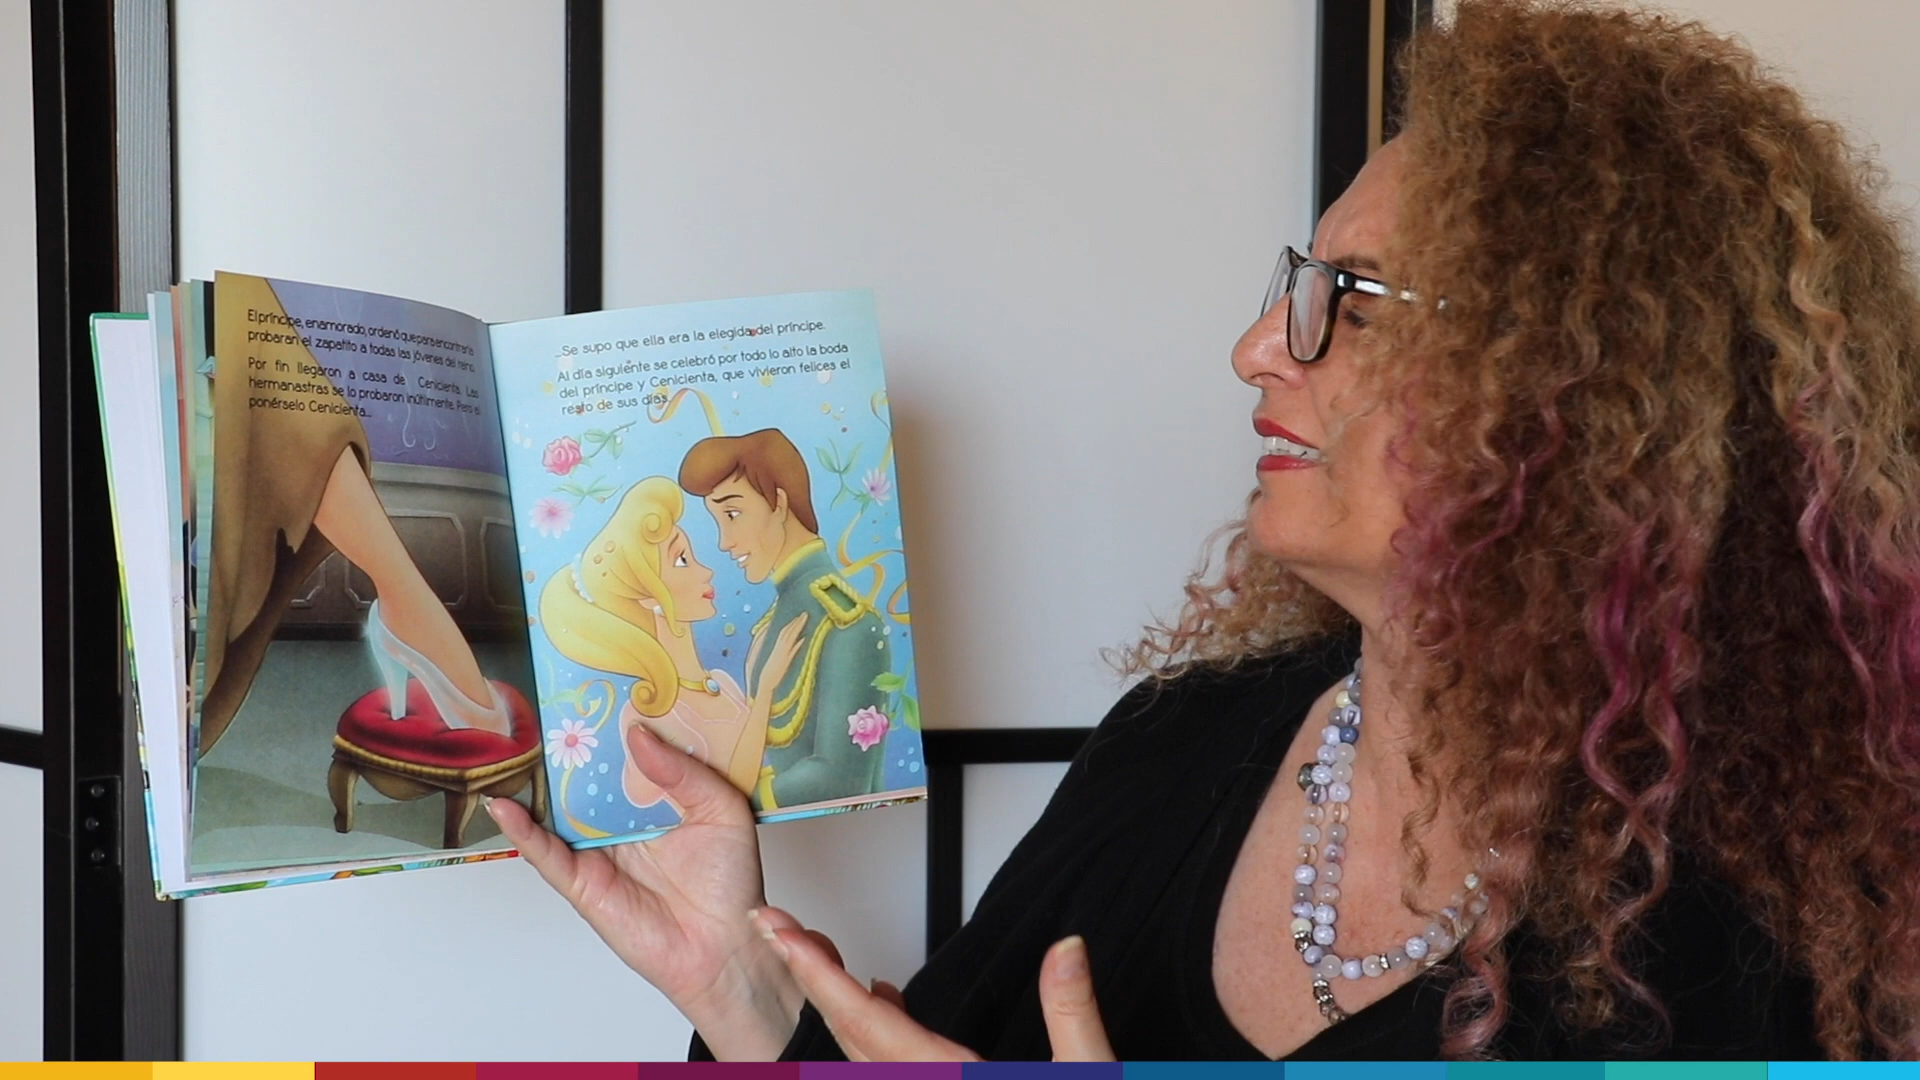 El príncipe, enamorado, ordenó que para encontrarla
probaran el zapatito a todas las jóvenes del reino.
Por fin llegaron a casa de Cenicienta. Las
hermanastras se lo probaron inútilmente. Pero al
ponérselo Cenicienta...
...Se supo que ella era la elegida del príncipe.
Al día siguiente se celebró por todo lo alto la boda
del príncipe y Cenicienta, que vivieron felices el
resto de sus días.